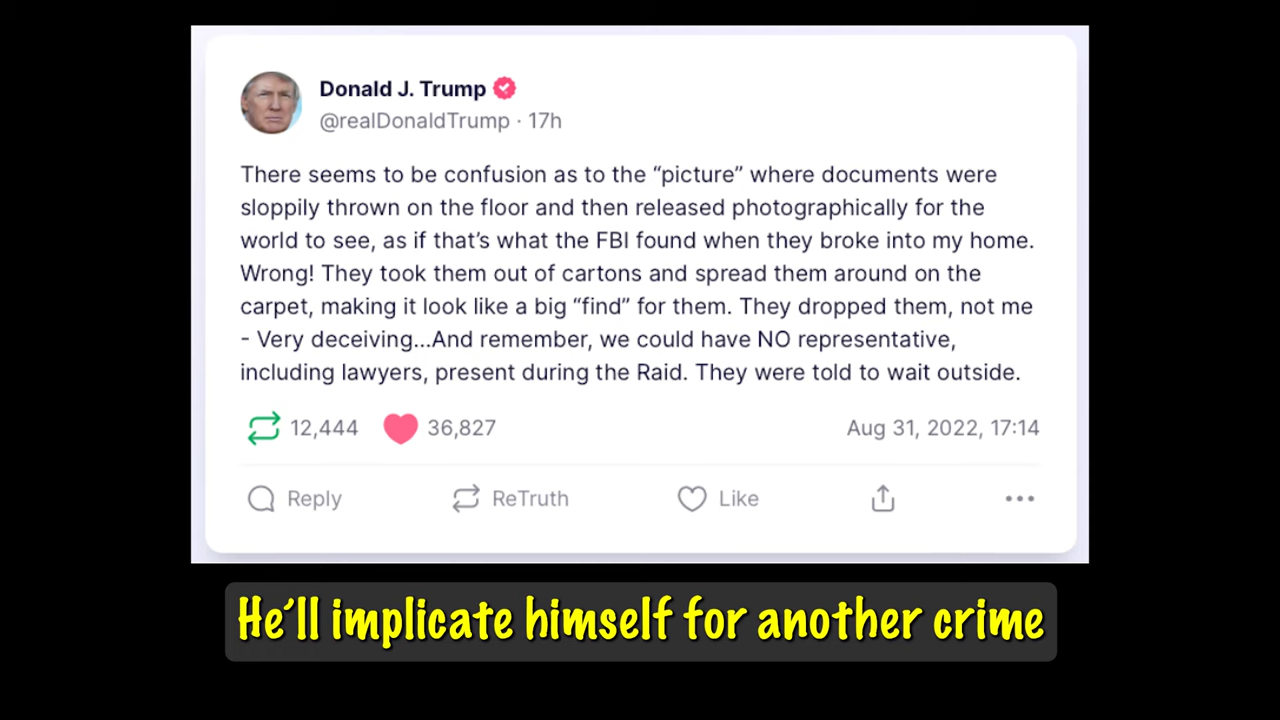 Donald J. Trump
@realDonaldTrump · 17h
There seems to be confusion as to the “picture” where documents were
sloppily thrown on the floor and then released photographically for the
world to see, as if that’s what the FBI found when they broke into my home.
Wrong! They took them out of cartons and spread them around on the
carpet, making it look like a big “find” for them. They dropped them, not me
- Very deceiving...And remember, we could have NO representative,
including lawyers, present during the Raid. They were told to wait outside.
12,444 36,827 Aug 31, 2022, 17:14
Reply ReTruth Like
He’ll implicate himself for another crime